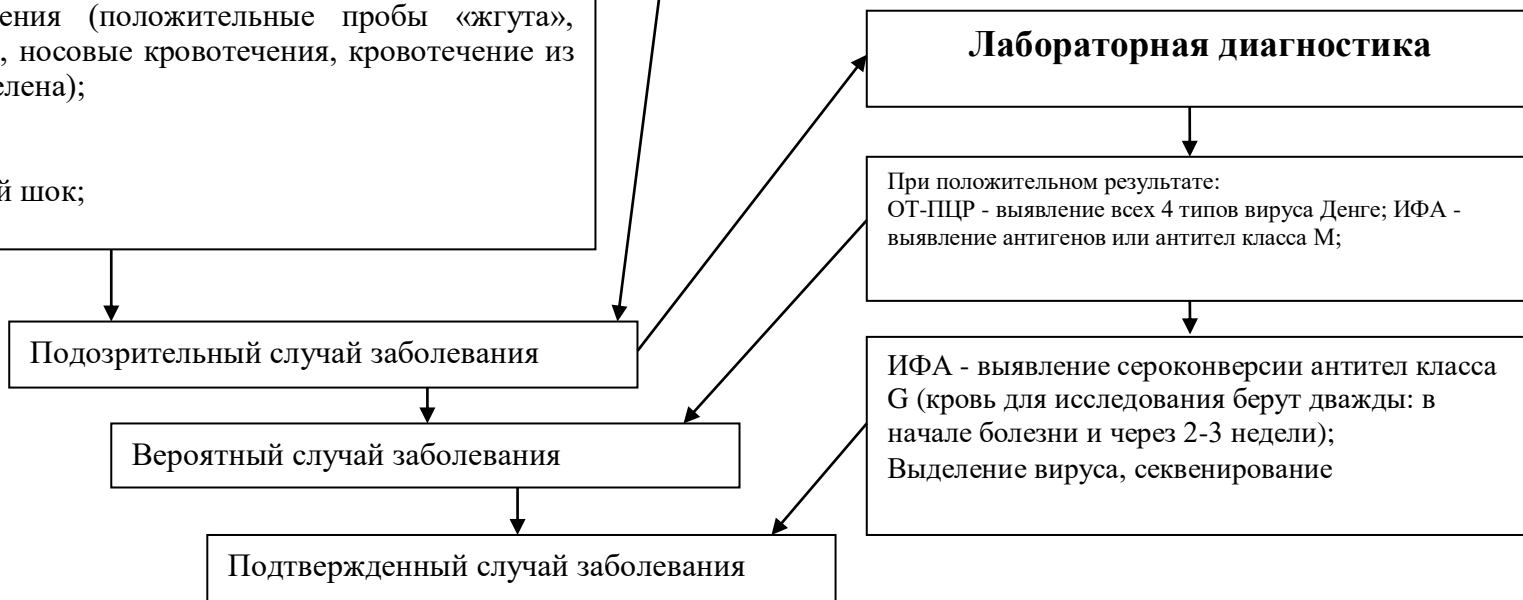 ения (положительные пробы «жгута»,
, носовые кровотечения, кровотечение из
елена);
й шок;
Лабораторная диагностика
При положительном результате:
ОТ-ПЦР - выявление всех 4 типов вируса Денге; ИФА -
выявление антигенов или антител класса М;
Подозрительный случай заболевания
ИФА - выявление сероконверсии антител класса
G (кровь для исследования берут дважды: в
начале болезни и через 2-3 недели);
Выделение вируса, секвенирование
Вероятный случай заболевания
Подтвержденный случай заболевания